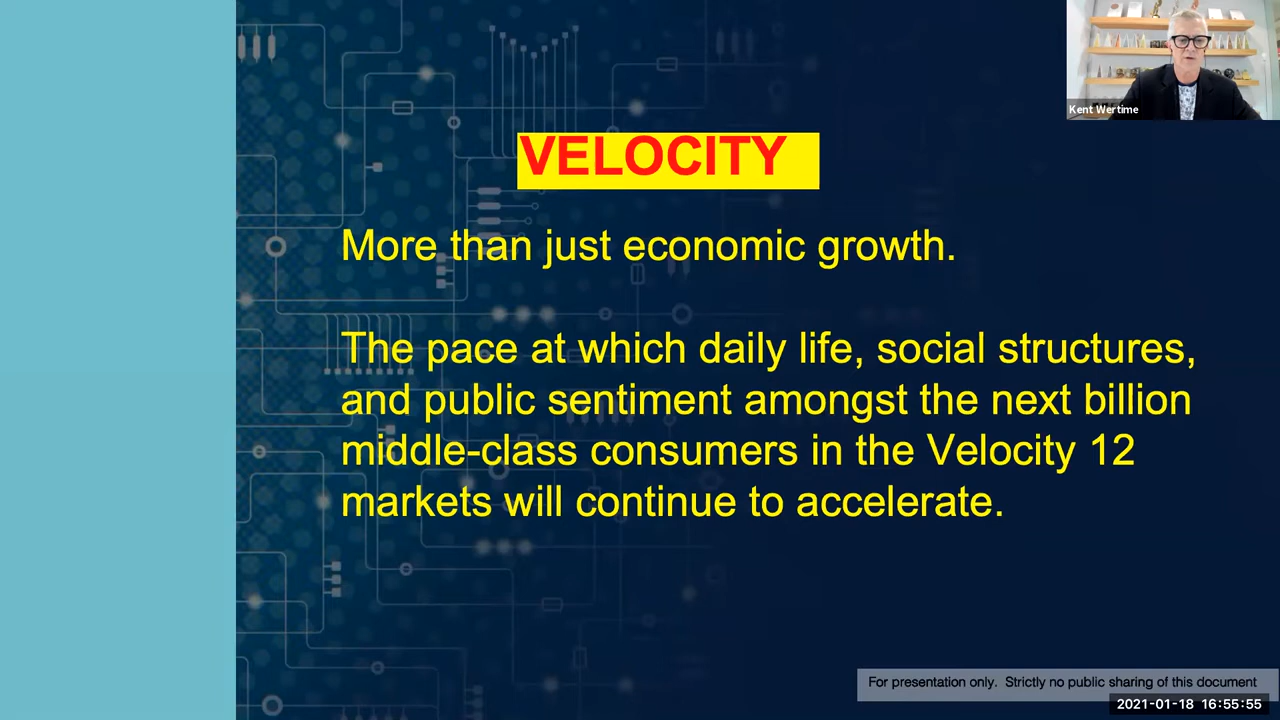 Kent Wertime
VELOCITY
More than just economic growth.
The pace at which daily life, social structures,
and public sentiment amongst the next billion
middle-class consumers in the Velocity 12
markets will continue to accelerate.
For presentation only. Strictly no public sharing of this document
2021-01-18 16:55:55